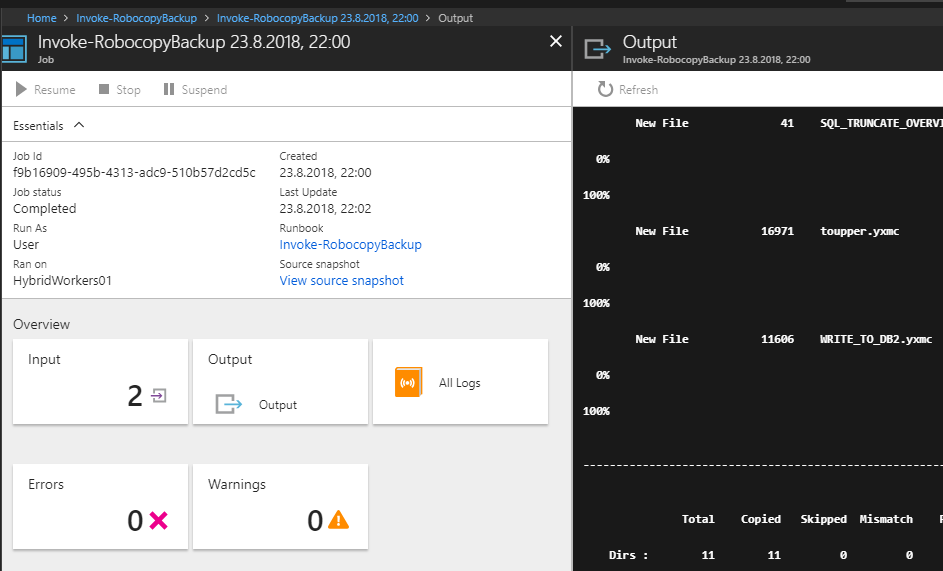 Home > Invoke-RobocopyBackup > Invoke-RobocopyBackup 23.8.2018, 22:00 > Output
Invoke-RobocopyBackup 23.8.2018, 22:00
Job
Resume Stop Suspend
Essentials
Job Id
f9b16909-495b-4313-adc9-510b57d2cd5c
Created
23.8.2018, 22:00
Job status
Completed
Last Update
23.8.2018, 22:02
Run As
User
Runbook
Invoke-RobocopyBackup
Ran on
HybridWorkers01
Source snapshot
View source snapshot
Overview
Input
2
Output
Output
All Logs
Errors
0
Warnings
0
Output
Invoke-RobocopyBackup 23.8.2018, 22:00
Refresh
New File 41 SQL_TRUNCATE_OVERVI
0%
100%
New File 16971 toupper.yxmc
0%
100%
New File 11606 WRITE_TO_DB2.yxmc
0%
100%
------------------------------------------------------
Total Copied Skipped Mismatch
Dirs : 11 11 0 0